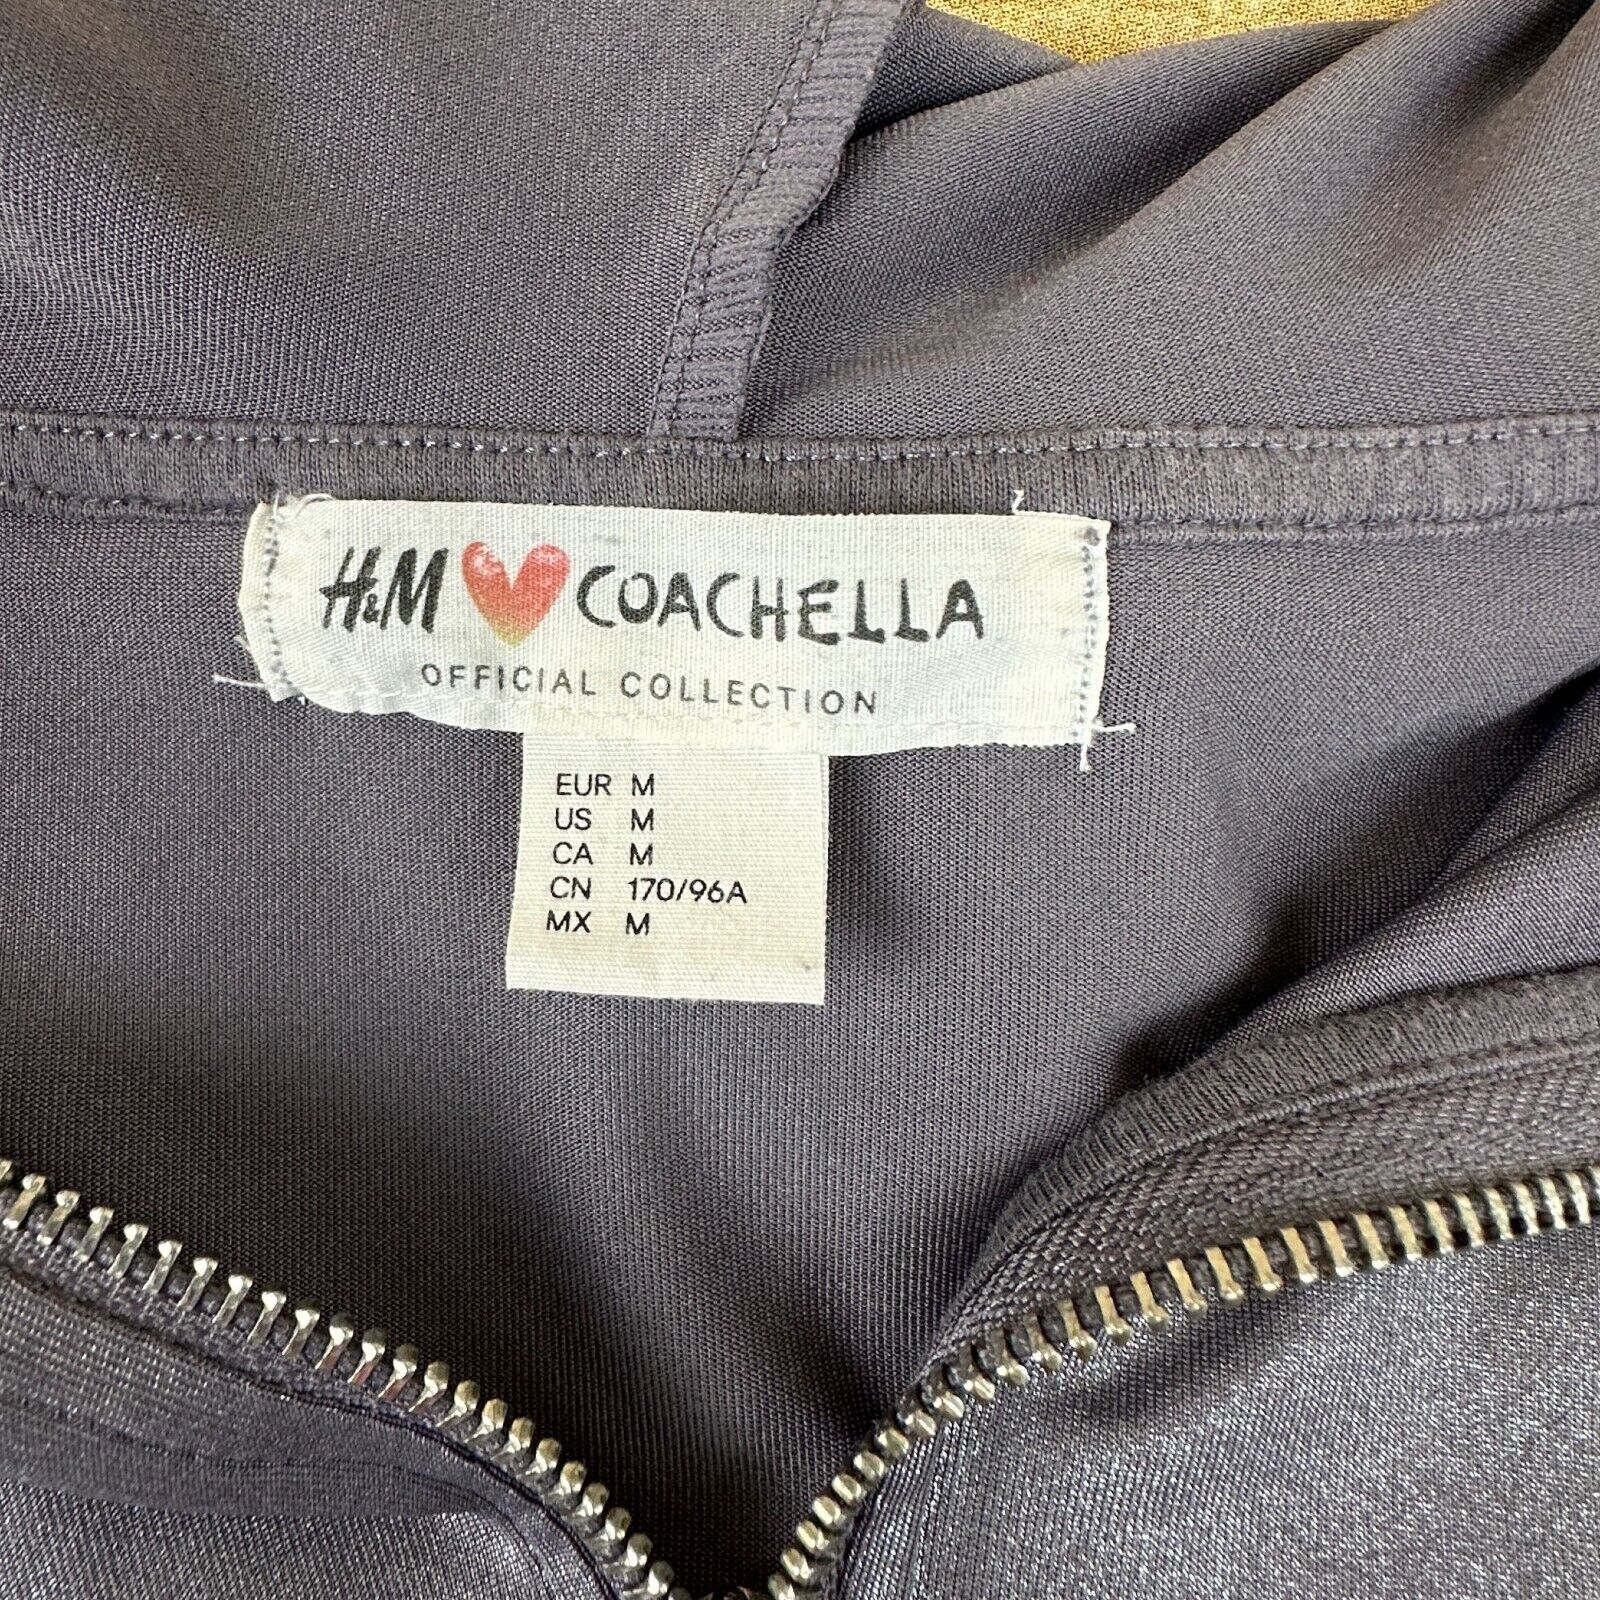 H&M COACHELLA
OFFICIAL COLLECTION
EUR M
US M
CA M
CN 170/96A
MX M